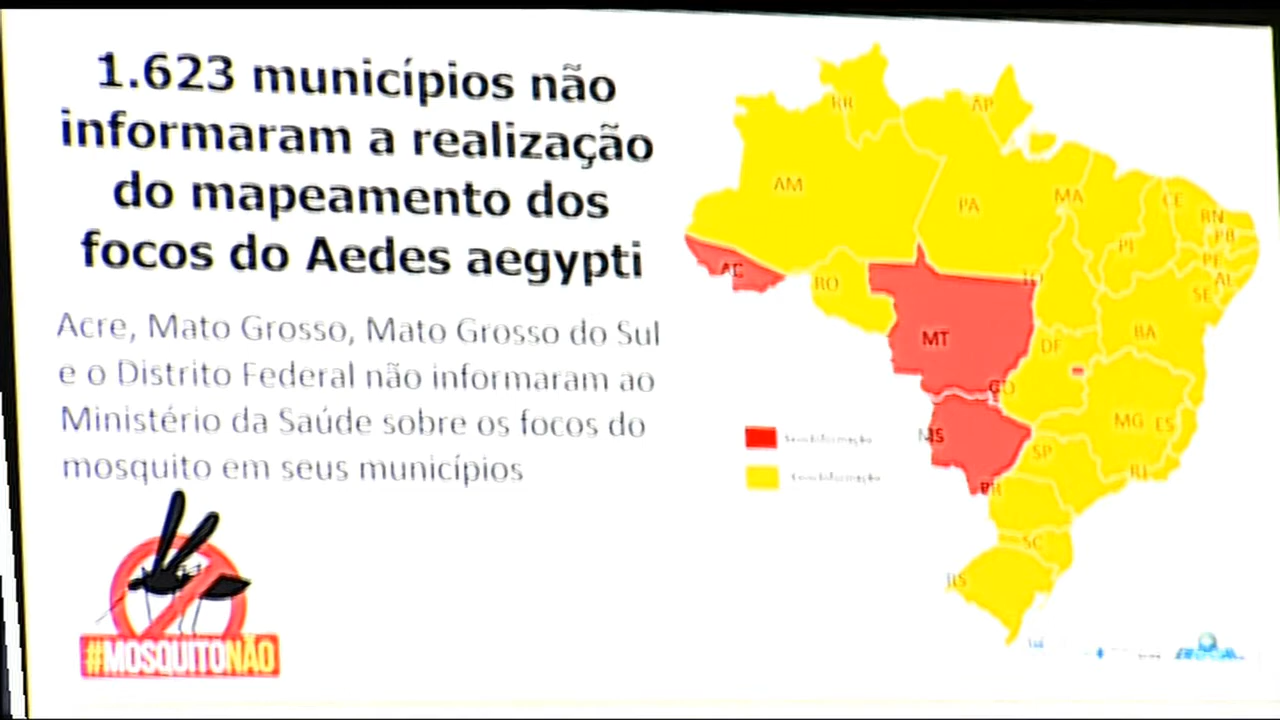 1.623 municípios não
informaram a realização
do mapeamento dos
focos do Aedes aegypti
Acre, Mato Grosso, Mato Grosso do Sul
e o Distrito Federal não informaram ao
Ministério da Saúde sobre os focos do
mosquito em seus municípios
#MOSQUITONÃO
RR
AP
AM
PA
MA
CE
RN
PB
PI
PE
AL
SE
AC
RO
TO
MT
BA
DF
GO
MG
ES
MS
SP
RJ
PR
SC
RS